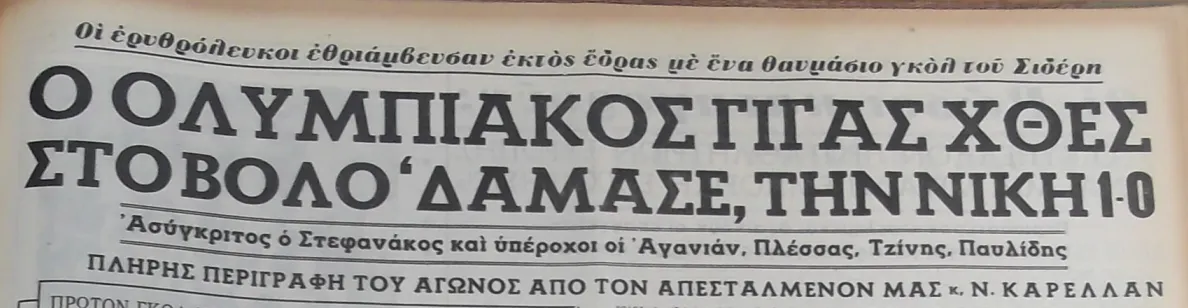 Οἱ ἐρυθρόλευκοι ἐθριάμβευσαν ἐκτὸς ἕδρας μὲ ἕνα θαυμάσιο γκὸλ τοῦ Σιδέρη
Ο ΟΛΥΜΠΙΑΚΟΣ ΓΙΓΑΣ ΧΘΕΣ
ΣΤΟ ΒΟΛΟ ‘ΔΑΜΑΣΕ, ΤΗΝ ΝΙΚΗ 1-0
Ἀσύγκριτος ὁ Στεφανάκος καὶ ὑπέροχοι οἱ Ἀγανιάν, Πλέσσας, Τζίνης, Παυλίδης
ΠΛΗΡΗΣ ΠΕΡΙΓΡΑΦΗ ΤΟΥ ΑΓΩΝΟΣ ΑΠΟ ΤΟΝ ΑΠΕΣΤΑΛΜΕΝΟΝ ΜΑΣ κ. Ν. ΚΑΡΕΛΛΑΝ
ΠΡΩΤΟΝ